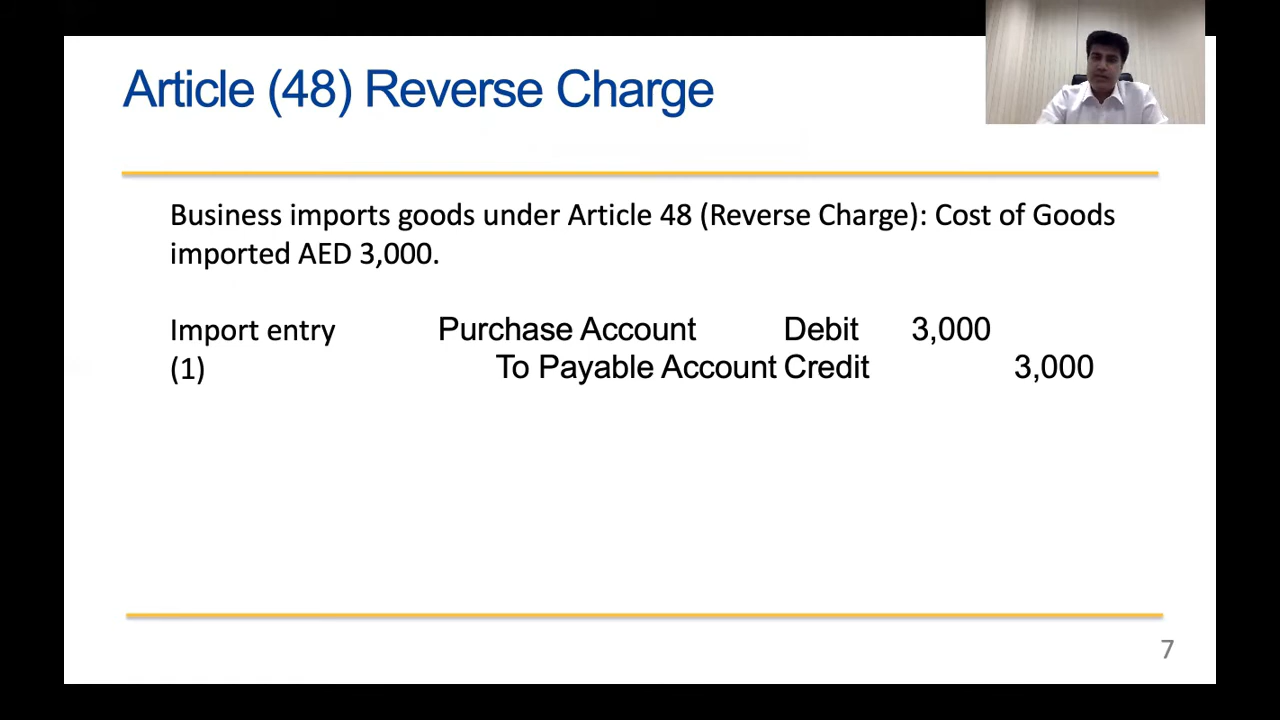 Article (48) Reverse Charge
Business imports goods under Article 48 (Reverse Charge): Cost of Goods
imported AED 3,000.
Import entry Purchase Account Debit 3,000
(1) To Payable Account Credit 3,000
7